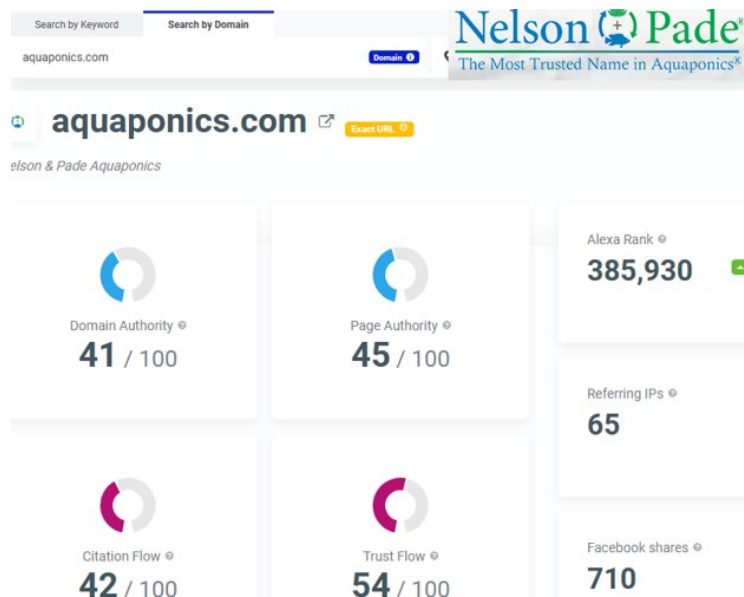 Search by Keyword
Search by Domain
aquaponics.com
Domain
Nelson Pade®
The Most Trusted Name in Aquaponics®
aquaponics.com
Exact URL
elson & Pade Aquaponics
Domain Authority
41 / 100
Page Authority
45 / 100
Alexa Rank
385,930
Referring IPs
65
Citation Flow
42 / 100
Trust Flow
54 / 100
Facebook shares
710